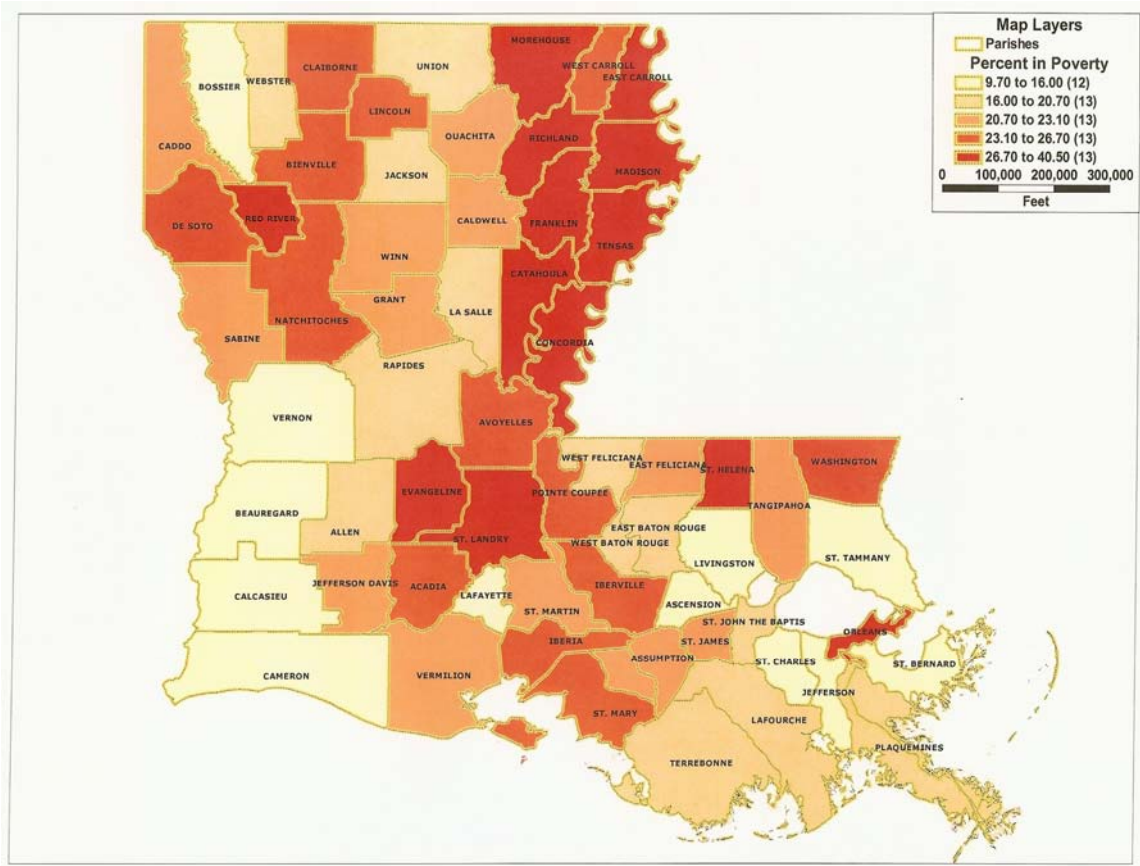 Map Layers
Parishes
Percent in Poverty
9.70 to 16.00 (12)
16.00 to 20.70 (13)
20.70 to 23.10 (13)
23.10 to 26.70 (13)
26.70 to 40.50 (13)
0 100,000 200,000 300,000
Feet
MOREHOUSE
CLAIBORNE
UNION
WEST CARROLL
EAST CARROLL
WEBSTER
BOSSIER
LINCOLN
OUACHITA
RICHLAND
CADDO
BIENVILLE
JACKSON
MADISON
RED RIVER
DE SOTO
CALDWELL
FRANKLIN
TENSAS
WINN
CATAHOULA
GRANT
LA SALLE
NATCHITOCHES
SABINE
CONCORDIA
RAPIDES
VERNON
AVOYELLES
WEST FELICIANA
EAST FELICIANA
ST. HELENA
WASHINGTON
EVANGELINE
POINTE COUPEE
TANGIPAHOA
BEAUREGARD
ALLEN
EAST BATON ROUGE
ST. LANDRY
WEST BATON ROUGE
ST. TAMMANY
LIVINGSTON
JEFFERSON DAVIS
ACADIA
IBERVILLE
CALCASIEU
LAFAYETTE
ASCENSION
ST. MARTIN
ST. JOHN THE BAPTIS
ORLEANS
IBERIA
ST. JAMES
ASSUMPTION
ST. CHARLES
ST. BERNARD
CAMERON
VERMILION
JEFFERSON
ST. MARY
LAFOURCHE
PLAQUEMINES
TERREBONNE